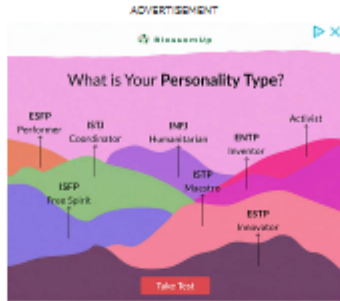 ADVERTISEMENT
BlossomUp
What is Your Personality Type?
ESFP
Performer
ISTJ
Coordinator
INFJ
Humanitarian
ENTP
Inventor
Activist
ISFP
Free Spirit
ISTP
Maestro
ESTP
Innovator
Take Test